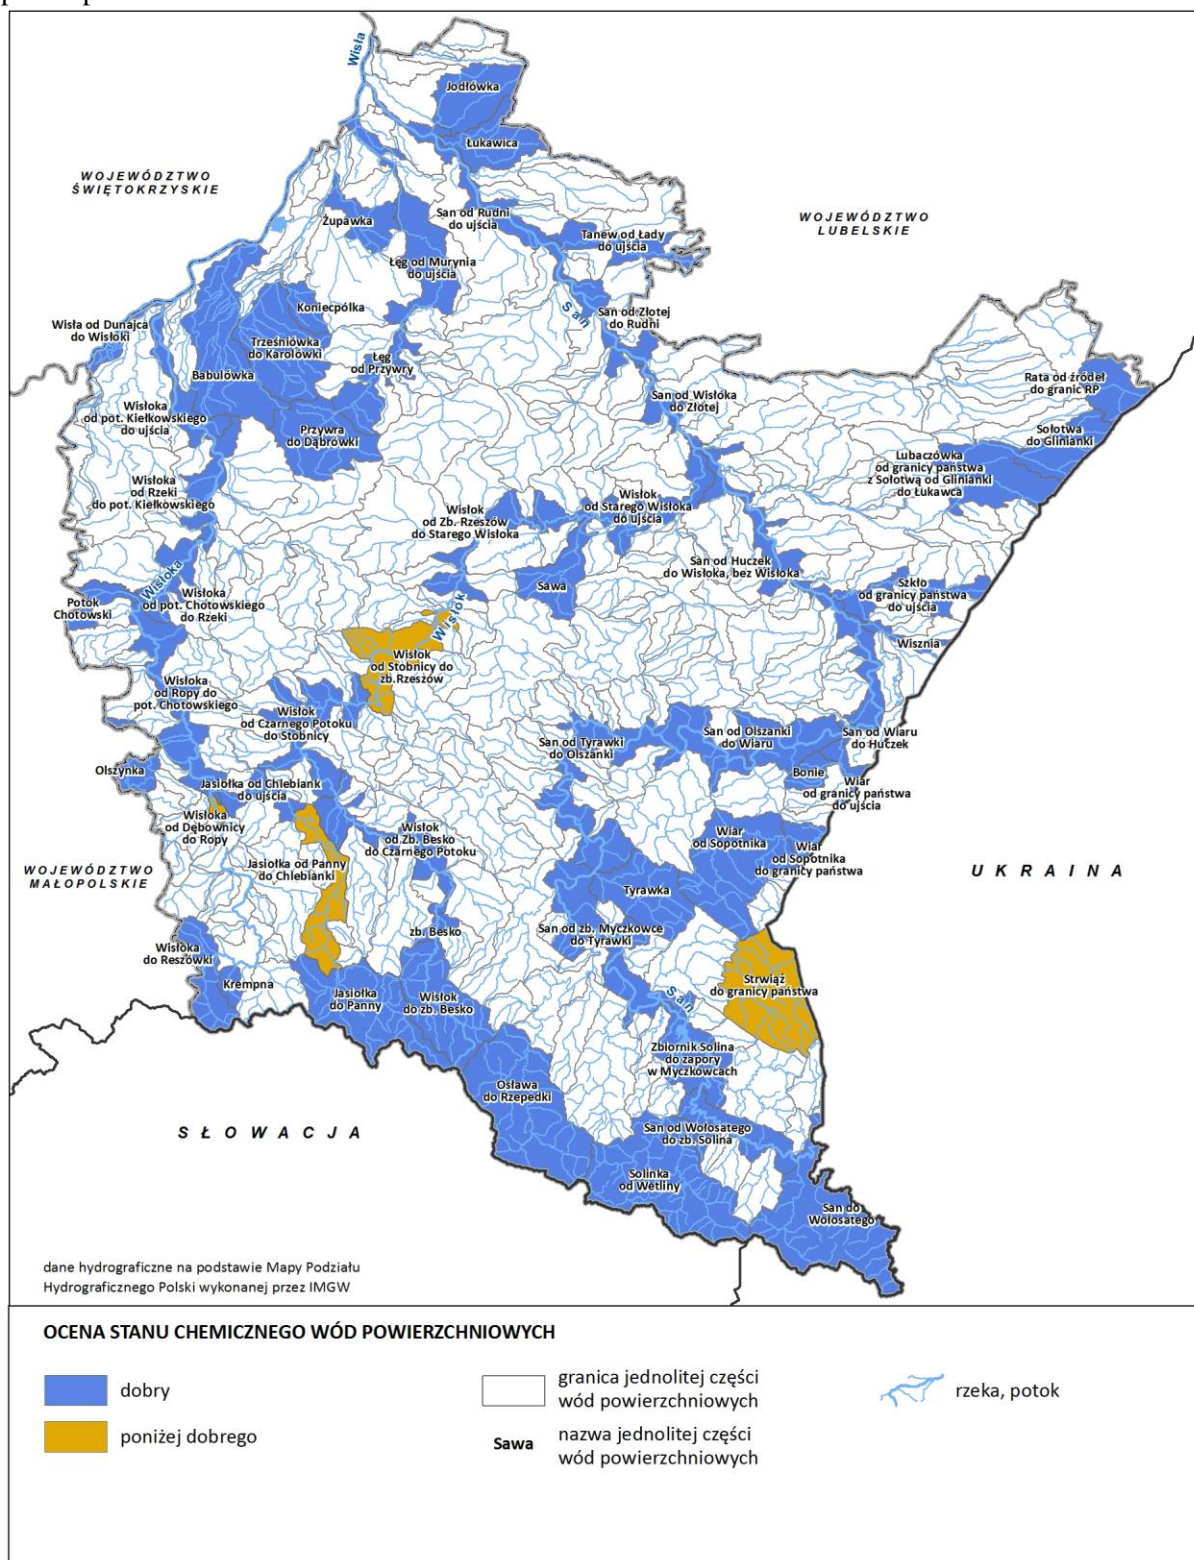 Wisła
Jodłówka
Łukawica
WOJEWÓDZTWO
ŚWIĘTOKRZYSKIE
Żupawka
San od Rudni
do ujścia
WOJEWÓDZTWO
LUBELSKIE
Tanew od Łady
do ujścia
Łęg od Murynia
do ujścia
Koniecpólka
San
San od Złotej
do Rudni
Wisła od Dunajca
do Wisłoki
Trześniówka
do Karolówki
Łęg
od Przywry
Babulówka
Rata od źródeł
do granic RP
Wisłoka
od pot. Kiełkowskiego
do ujścia
San od Wisłoka
do Złotej
Przywra
do Dąbrówki
Sołotwa
do Glinianki
Lubaczówka
od granicy państwa
z Sołotwą od Glinianki
do Łukawca
Wisłoka
od Rzeki
do pot. Kiełkowskiego
Wisłok
od Starego Wisłoka
do ujścia
Wisłok
od Zb. Rzeszów
do Starego Wisłoka
San od Huczek
do Wisłoka, bez Wisłoka
Wisłoka
Sawa
Szkło
od granicy państwa
do ujścia
Potok
Chotowski
Wisłoka
od pot. Chotowskiego
do Rzeki
Wisłok
Wisznia
Wisłok
od Stobnicy do
zb.Rzeszów
Wisłoka
od Ropy do
pot. Chotowskiego
Wisłok
od Czarnego Potoku
do Stobnicy
San od Tyrawki
do Olszanki
San od Olszanki
do Wiaru
San od Wiaru
do Huczek
Olszynka
Jasiołka od Chlebiank
do ujścia
Bonie
Wiar
od granicy państwa
do ujścia
Wisłoka
od Dębownicy
do Ropy
Wisłok
od Zb. Besko
do Czarnego Potoku
Wiar
od Sopotnika
Wiar
od Sopotnika
do granicy państwa
WOJEWÓDZTWO
MAŁOPOLSKIE
Jasiołka od Panny
do Chlebianki
UKRAINA
Tyrawka
zb. Besko
San od zb. Myczkowce
do Tyrawki
Wisłoka
do Reszówki
Krempna
Jasiołka
do Panny
Wisłok
do zb. Besko
San
Strwiąż
do granicy państwa
Zbiornik Solina
do zapory
w Myczkowcach
Osława
do Rzepedki
SŁOWACJA
San od Wołosatego
do zb. Solina
Solinka
od Wetliny
San do
Wołosatego
dane hydrograficzne na podstawie Mapy Podziału
Hydrograficznego Polski wykonanej przez IMGW
OCENA STANU CHEMICZNEGO WÓD POWIERZCHNIOWYCH
dobry
poniżej dobrego
granica jednolitej części
wód powierzchniowych
Sawa
nazwa jednolitej części
wód powierzchniowych
rzeka, potok